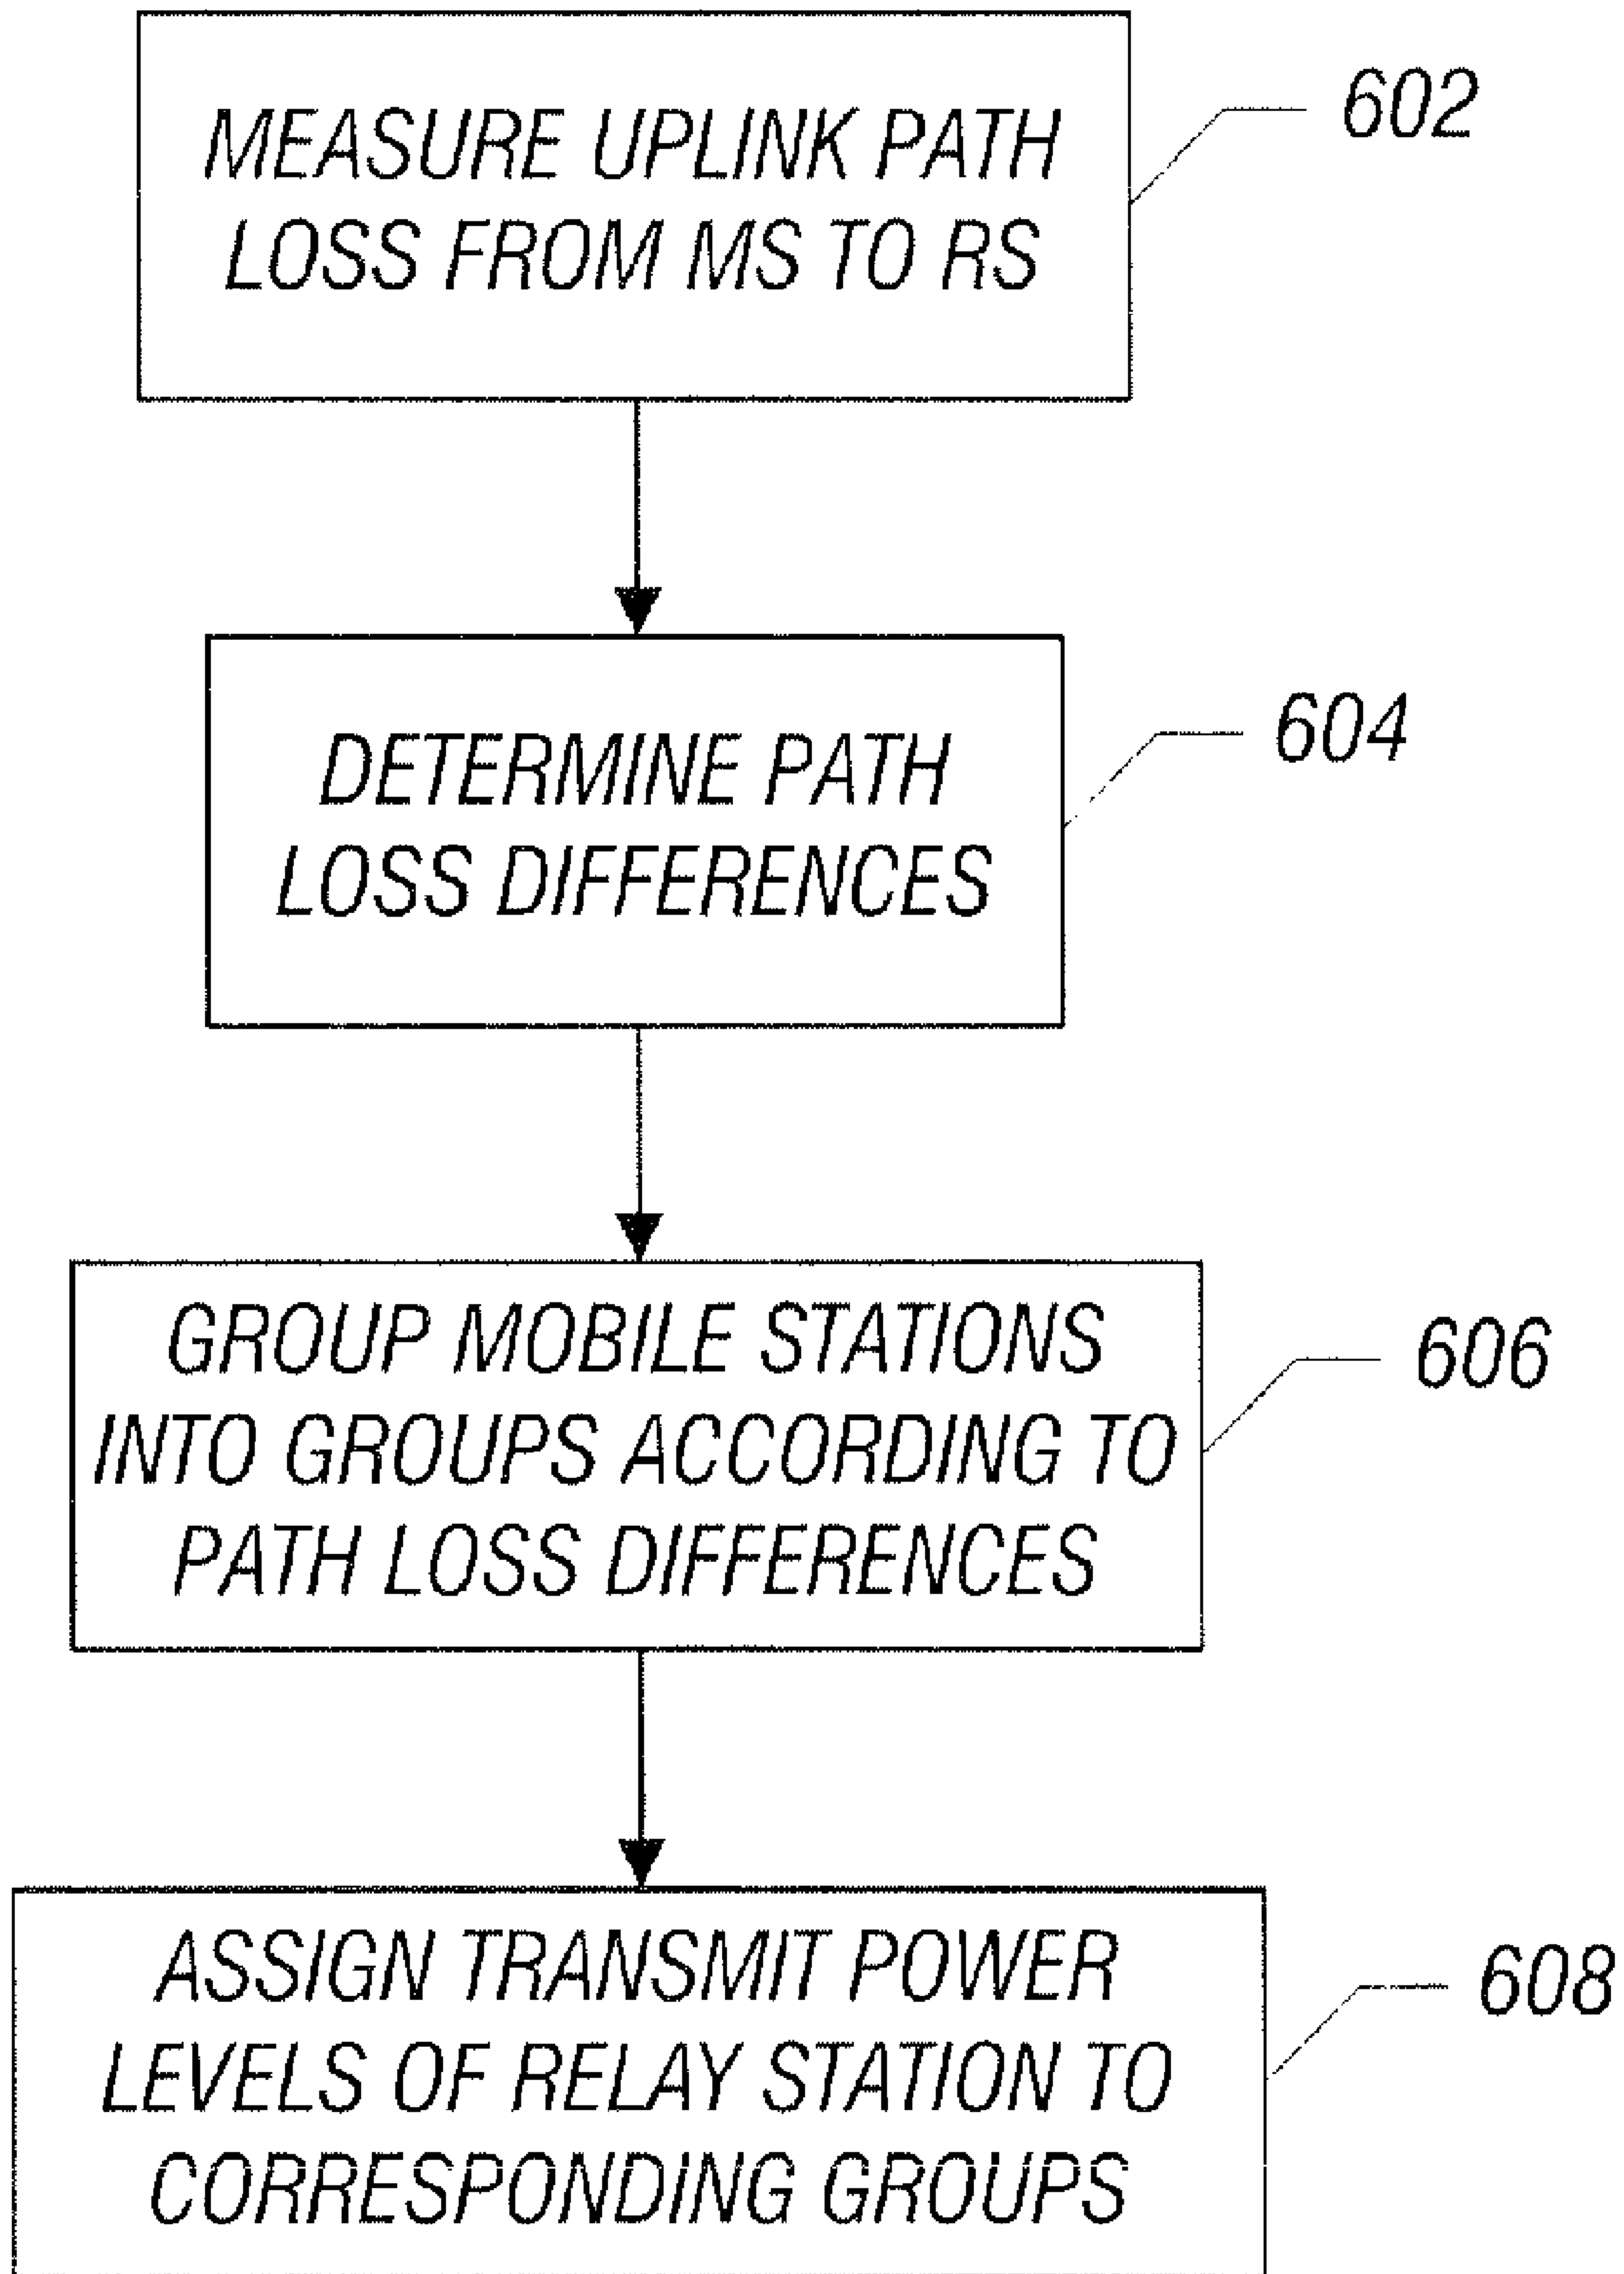 MEASURE UPLINK PATH
LOSS FROM MS TO RS
602
DETERMINE PATH
LOSS DIFFERENCES
604
GROUP MOBILE STATIONS
INTO GROUPS ACCORDING TO
PATH LOSS DIFFERENCES
606
ASSIGN TRANSMIT POWER
LEVELS OF RELAY STATION TO
CORRESPONDING GROUPS
608